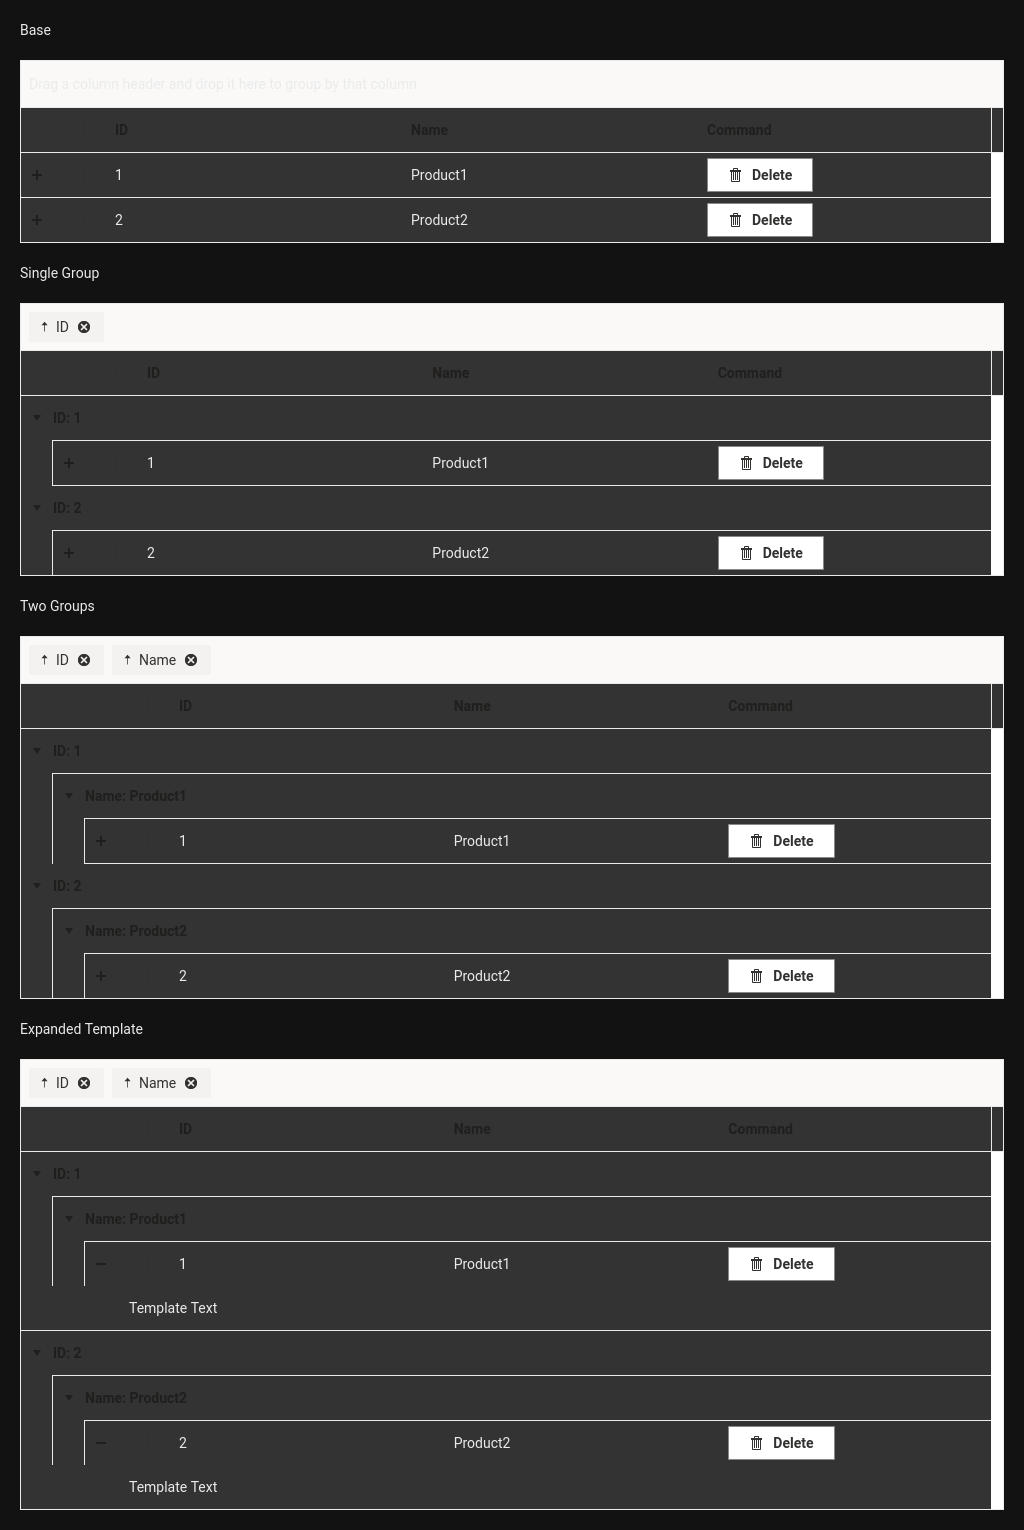 Base
Drag a column header and drop it here to group by that column
ID Name Command
1 Product1 Delete
2 Product2 Delete
Single Group
ID
ID Name Command
ID: 1
1 Product1 Delete
ID: 2
2 Product2 Delete
Two Groups
ID Name
ID Name Command
ID: 1
Name: Product1
1 Product1 Delete
ID: 2
Name: Product2
2 Product2 Delete
Expanded Template
ID Name
ID Name Command
ID: 1
Name: Product1
1 Product1 Delete
Template Text
ID: 2
Name: Product2
2 Product2 Delete
Template Text